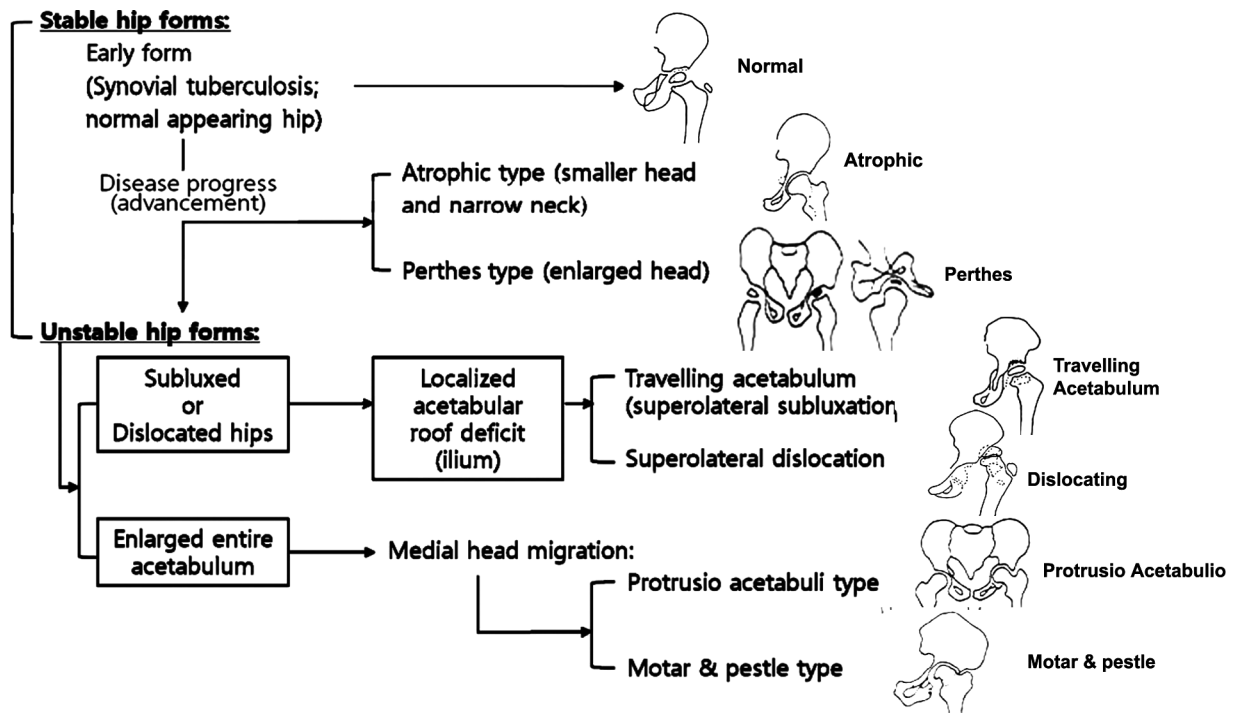 Stable hip forms:
Early form
(Synovial tuberculosis;
normal appearing hip)
Normal
Disease progress
(advancement)
Atrophic type (smaller head
and narrow neck)
Atrophic
Perthes type (enlarged head)
Perthes
Unstable hip forms:
Subluxed
or
Dislocated hips
Localized
acetabular
roof deficit
(ilium)
Travelling acetabulum
(superolateral subluxation
Travelling
Acetabulum
Superolateral dislocation
Dislocating
Enlarged entire
acetabulum
Medial head migration:
Protrusio acetabuli type
Protrusio Acetabulio
Motar & pestle type
Motar & pestle